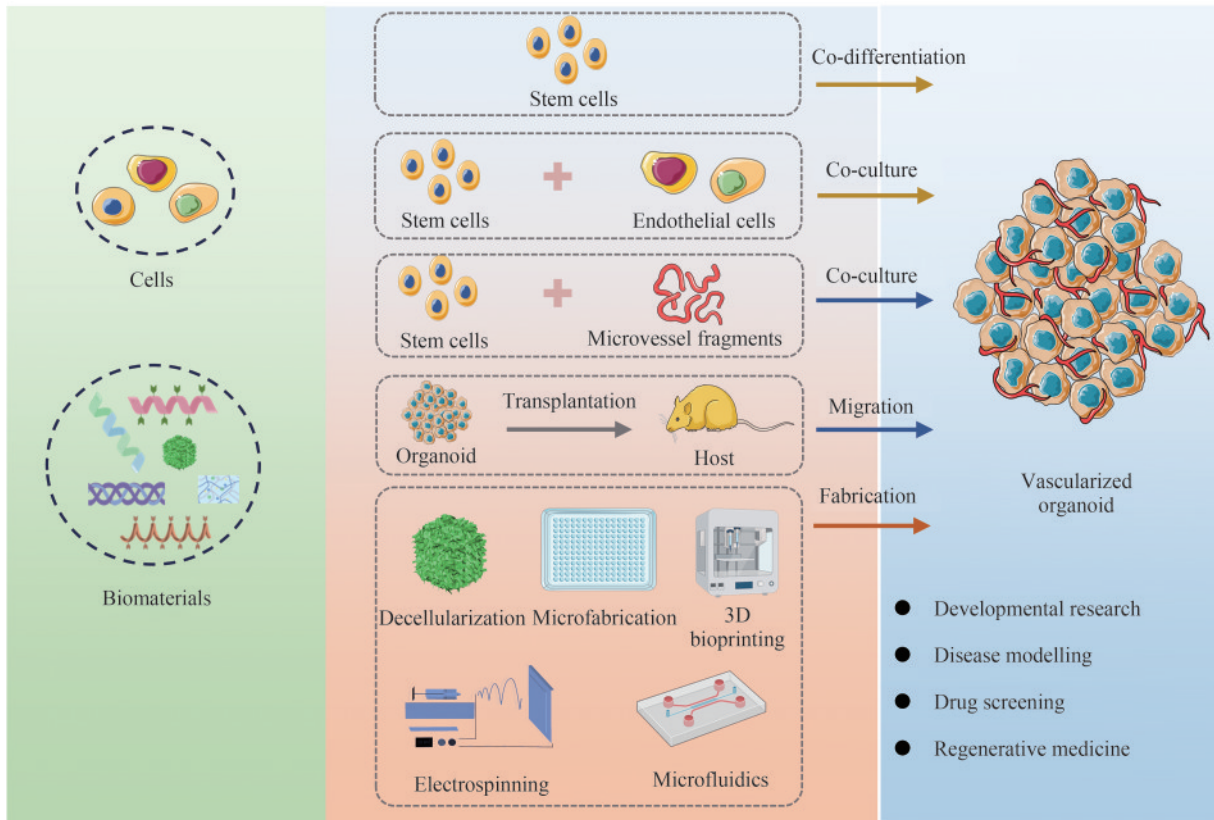 Cells
Biomaterials
Stem cells
Co-differentiation
Stem cells
Endothelial cells
Co-culture
Stem cells
Microvessel fragments
Co-culture
Organoid
Transplantation
Host
Migration
Decellularization
Microfabrication
3D
bioprinting
Electrospinning
Microfluidics
Fabrication
Vascularized
organoid
Developmental research
Disease modelling
Drug screening
Regenerative medicine